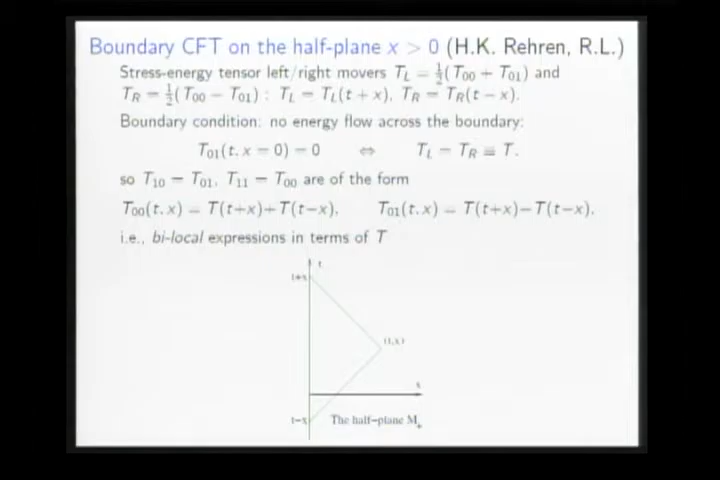 Boundary CFT on the half-plane x > 0 (H.K. Rehren, R.L.)
Stress-energy tensor left/right movers T_L = ½(T₀₀ + T₀₁) and
T_R = ½(T₀₀ − T₀₁) : T_L = T_L(t + x), T_R = T_R(t − x).
Boundary condition: no energy flow across the boundary:
T₀₁(t, x = 0) = 0 ⇔ T_L = T_R ≡ T.
so T₁₀ = T₀₁, T₁₁ = T₀₀ are of the form
T₀₀(t, x) = T(t+x)+T(t−x), T₀₁(t, x) = T(t+x)−T(t−x),
i.e., bi-local expressions in terms of T
t
t+x
(t,x)
x
t−x
The half−plane M₊